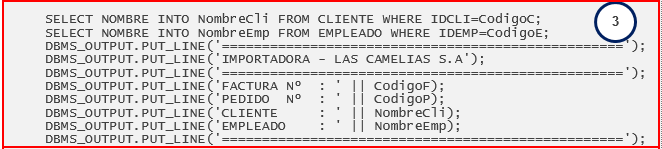 SELECT NOMBRE INTO NombreCli FROM CLIENTE WHERE IDCLI=CodigoC;
SELECT NOMBRE INTO NombreEmp FROM EMPLEADO WHERE IDEMP=CodigoE;
3
DBMS_OUTPUT.PUT_LINE('=============================================');
DBMS_OUTPUT.PUT_LINE('IMPORTADORA - LAS CAMELIAS S.A');
DBMS_OUTPUT.PUT_LINE('=============================================');
DBMS_OUTPUT.PUT_LINE('FACTURA Nº  : ' || CodigoF);
DBMS_OUTPUT.PUT_LINE('PEDIDO  Nº  : ' || CodigoP);
DBMS_OUTPUT.PUT_LINE('CLIENTE     : ' || NombreCli);
DBMS_OUTPUT.PUT_LINE('EMPLEADO    : ' || NombreEmp);
DBMS_OUTPUT.PUT_LINE('=============================================');